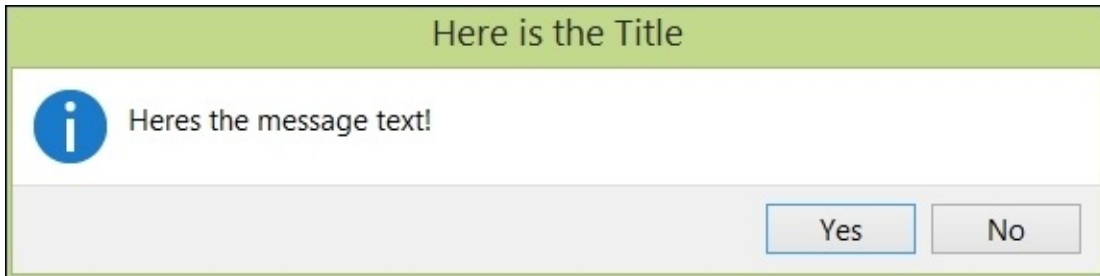 Here is the Title
Heres the message text!
Yes No